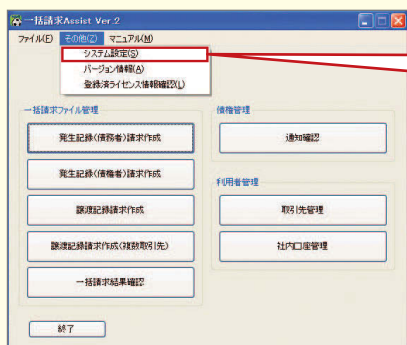 一括請求Assist Ver.2
ファイル(F) その他(Z) マニュアル(M)
システム設定(S)
バージョン情報(A)
登録済ライセンス情報確認(L)
一括請求ファイル管理
発生記録(債務者)請求作成
発生記録(債権者)請求作成
譲渡記録請求作成
譲渡記録請求作成(複数取引先)
一括請求結果確認
債権管理
通知確認
利用者管理
取引先管理
社内口座管理
終了